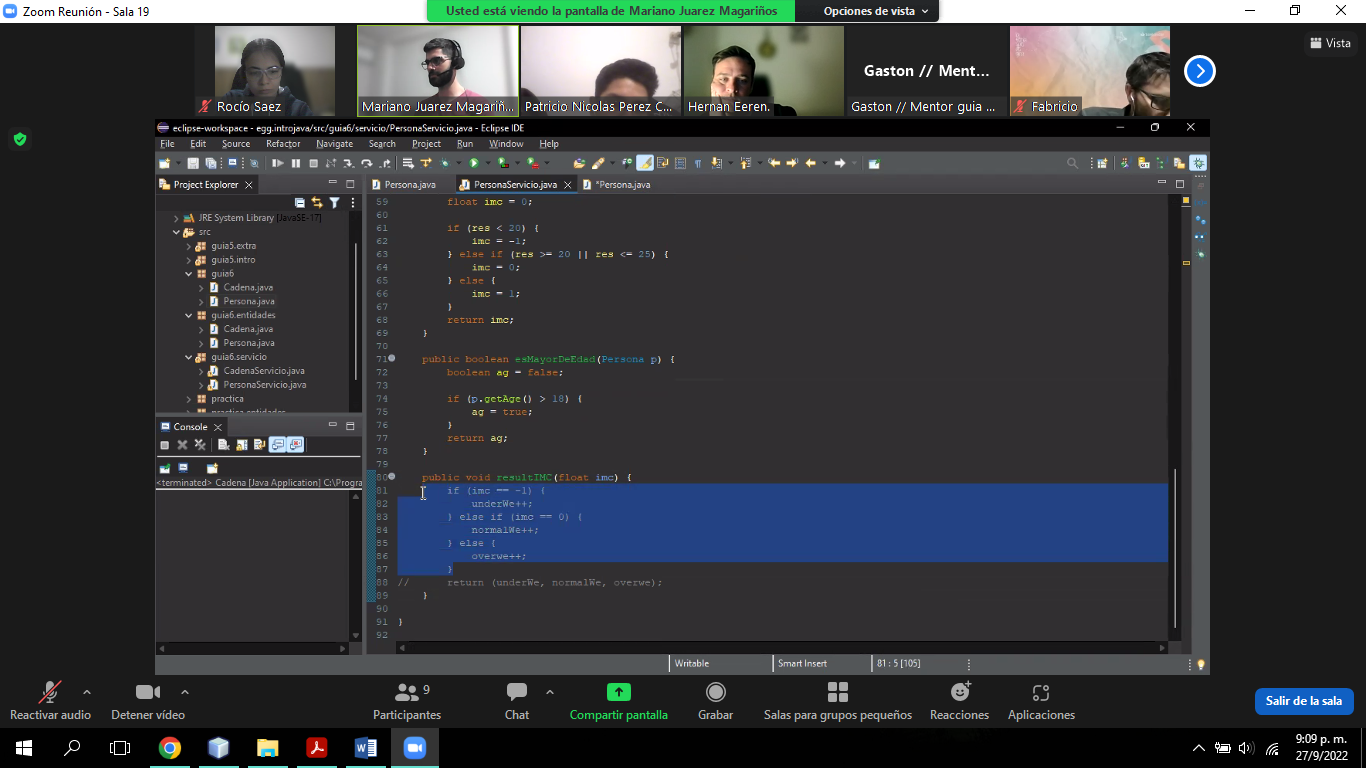 Zoom Reunión - Sala 19
Usted está viendo la pantalla de Mariano Juarez Magariños
Opciones de vista
Vista
Rocío Saez
Mariano Juarez Magariñ...
Patricio Nicolas Perez C...
Hernan Eeren.
Gaston // Ment...
Gaston // Mentor guia ...
Fabricio
eclipse-workspace - egg.introjava/src/guia6/servicio/PersonaServicio.java - Eclipse IDE
File Edit Source Refactor Navigate Search Project Run Window Help
Project Explorer
Persona.java
PersonaServicio.java
*Persona.java
JRE System Library [JavaSE-17]
src
guia5.extra
guia5.intro
guia6
Cadena.java
Persona.java
guia6.entidades
Cadena.java
Persona.java
guia6.servicio
CadenaServicio.java
PersonaServicio.java
practica
practica.entidades
Console
<terminated> Cadena [Java Application] C:\Progra
59 float imc = 0;
60
61 if (res < 20) {
62 imc = -1;
63 } else if (res >= 20 || res <= 25) {
64 imc = 0;
65 } else {
66 imc = 1;
67 }
68 return imc;
69 }
70
71 public boolean esMayorDeEdad(Persona p) {
72 boolean ag = false;
73
74 if (p.getAge() > 18) {
75 ag = true;
76 }
77 return ag;
78 }
79
80 public void resultIMC(float imc) {
81 if (imc == -1) {
82 underWe++;
83 } else if (imc == 0) {
84 normalWe++;
85 } else {
86 overwe++;
87 }
88 // return (underWe, normalWe, overwe);
89 }
90
91 }
92
Writable
Smart Insert
81 : 5 [105]
Reactivar audio
Detener vídeo
9
Participantes
Chat
Compartir pantalla
Grabar
Salas para grupos pequeños
Reacciones
Aplicaciones
Salir de la sala
9:09 p. m.
27/9/2022